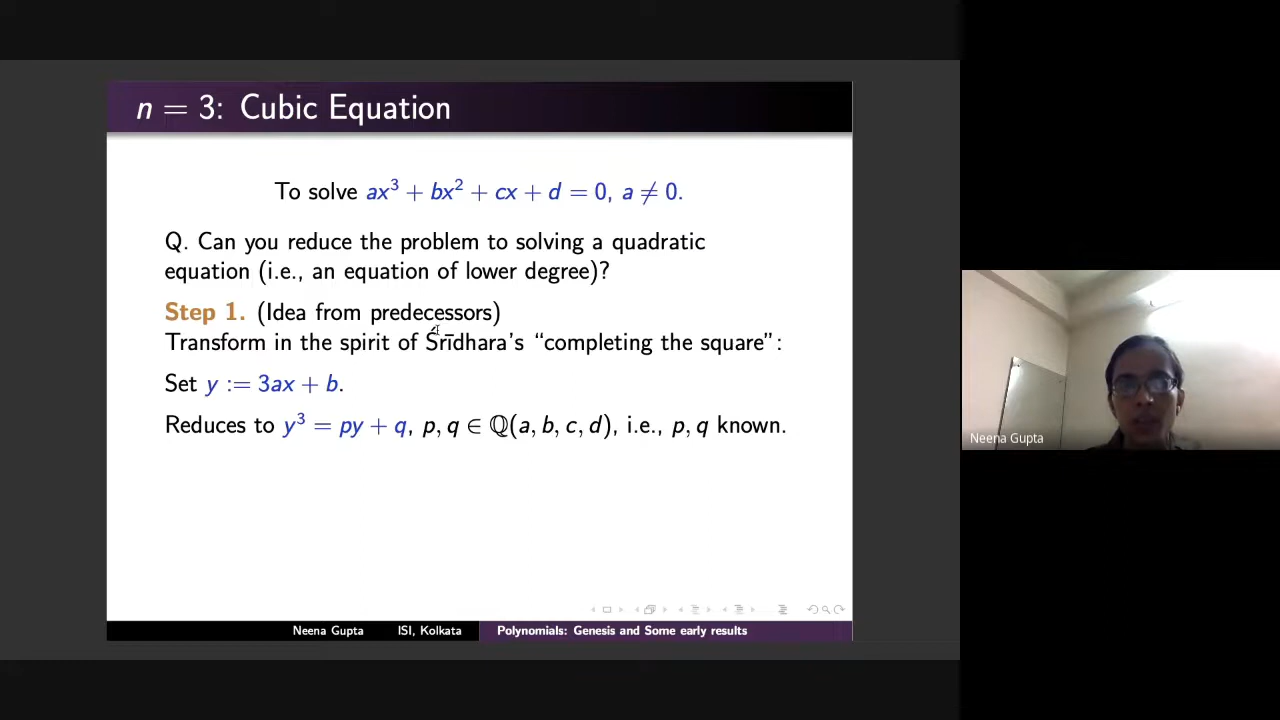 n = 3: Cubic Equation
To solve ax³ + bx² + cx + d = 0, a ≠ 0.
Q. Can you reduce the problem to solving a quadratic
equation (i.e., an equation of lower degree)?
Step 1. (Idea from predecessors)
Transform in the spirit of Śrīdhara's “completing the square”:
Set y := 3ax + b.
Reduces to y³ = py + q, p, q ∈ ℚ(a, b, c, d), i.e., p, q known.
Neena Gupta ISI, Kolkata Polynomials: Genesis and Some early results
Neena Gupta